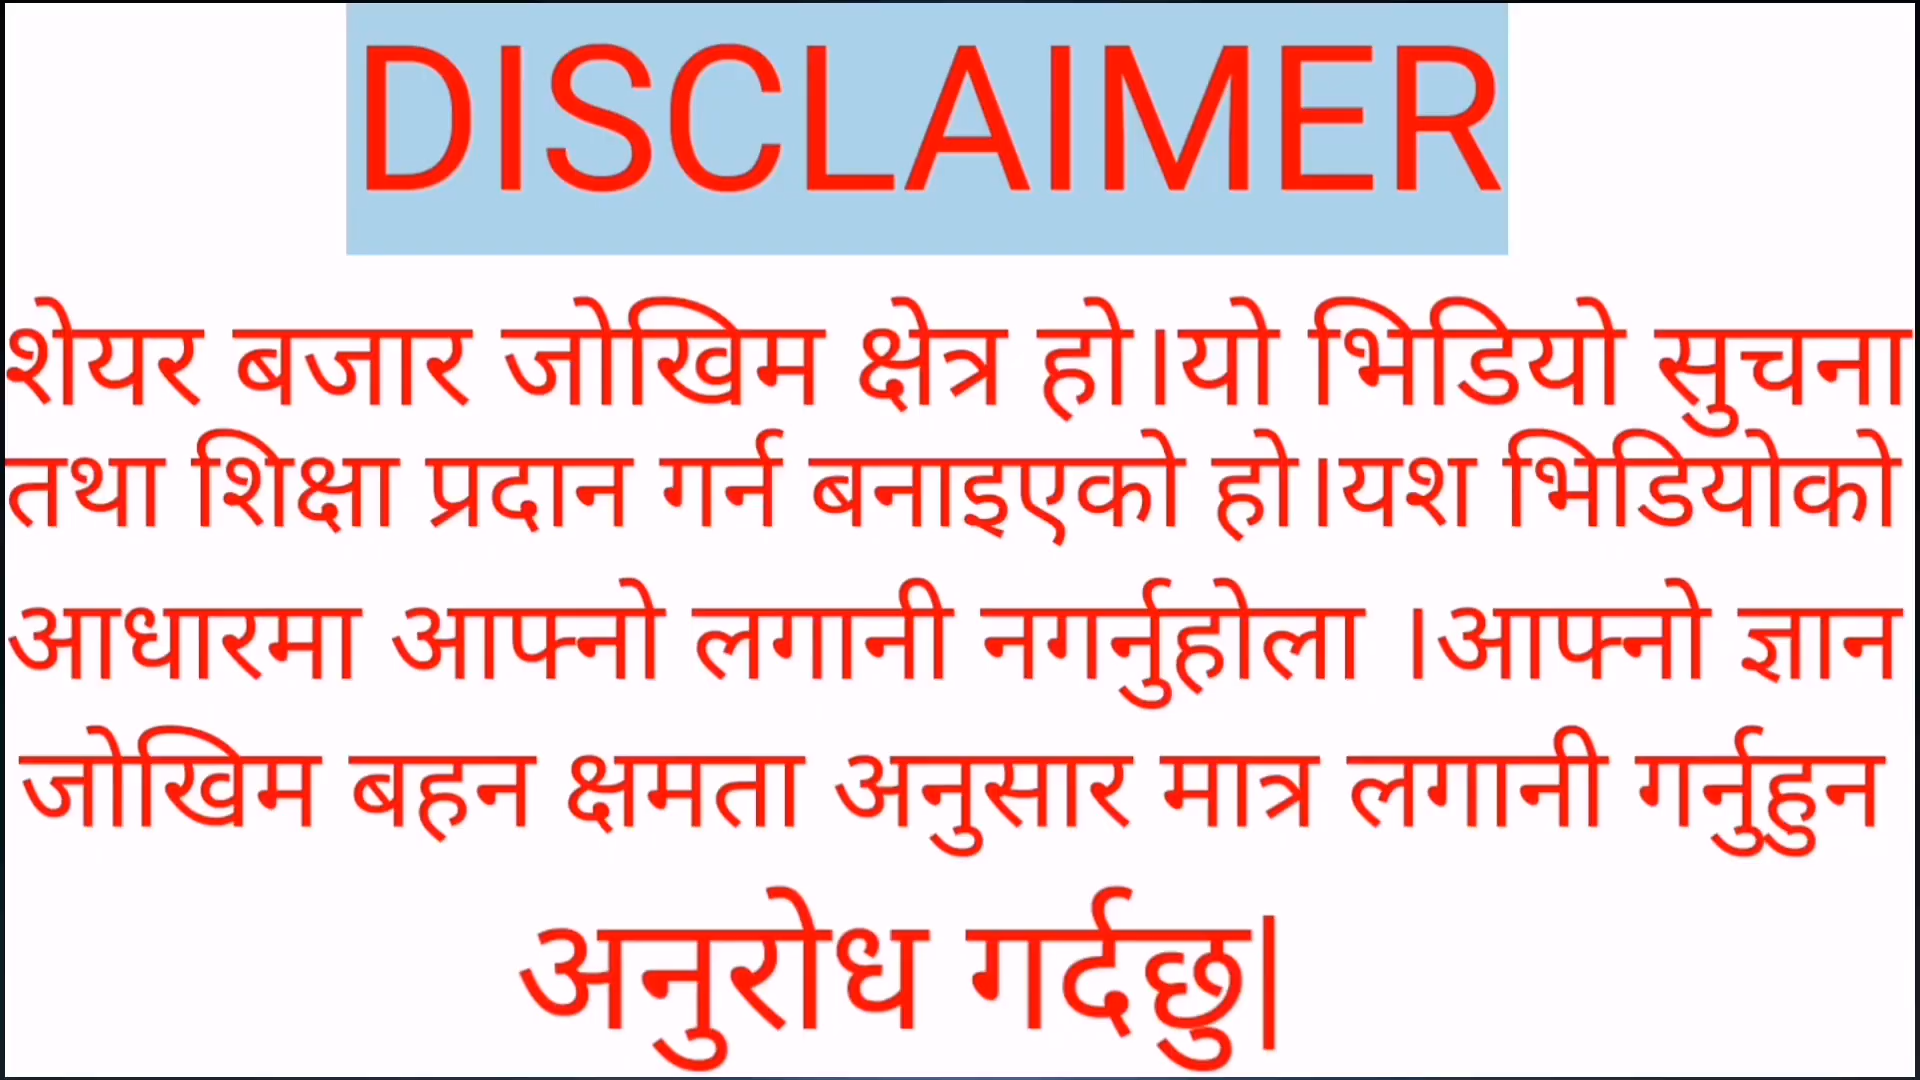 DISCLAIMER
शेयर बजार जोखिम क्षेत्र हो।यो भिडियो सुचना
तथा शिक्षा प्रदान गर्न बनाइएको हो।यश भिडियोको
आधारमा आफ्नो लगानी नगर्नुहोला ।आफ्नो ज्ञान
जोखिम बहन क्षमता अनुसार मात्र लगानी गर्नुहुन
अनुरोध गर्दछु|